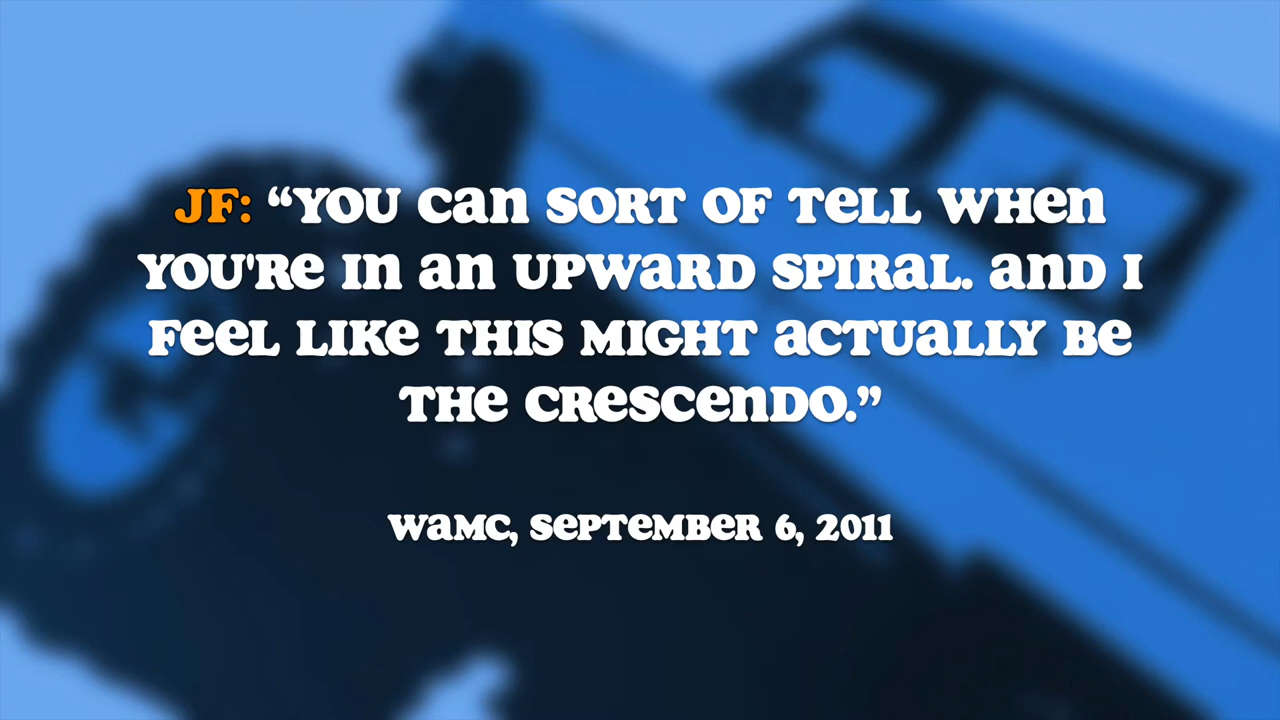 JF: “YOU CAN SORT OF TELL WHEN
YOU'RE IN AN UPWARD SPIRAL. AND I
FEEL LIKE THIS MIGHT ACTUALLY BE
THE CRESCENDO.”
WAMC, SEPTEMBER 6, 2011